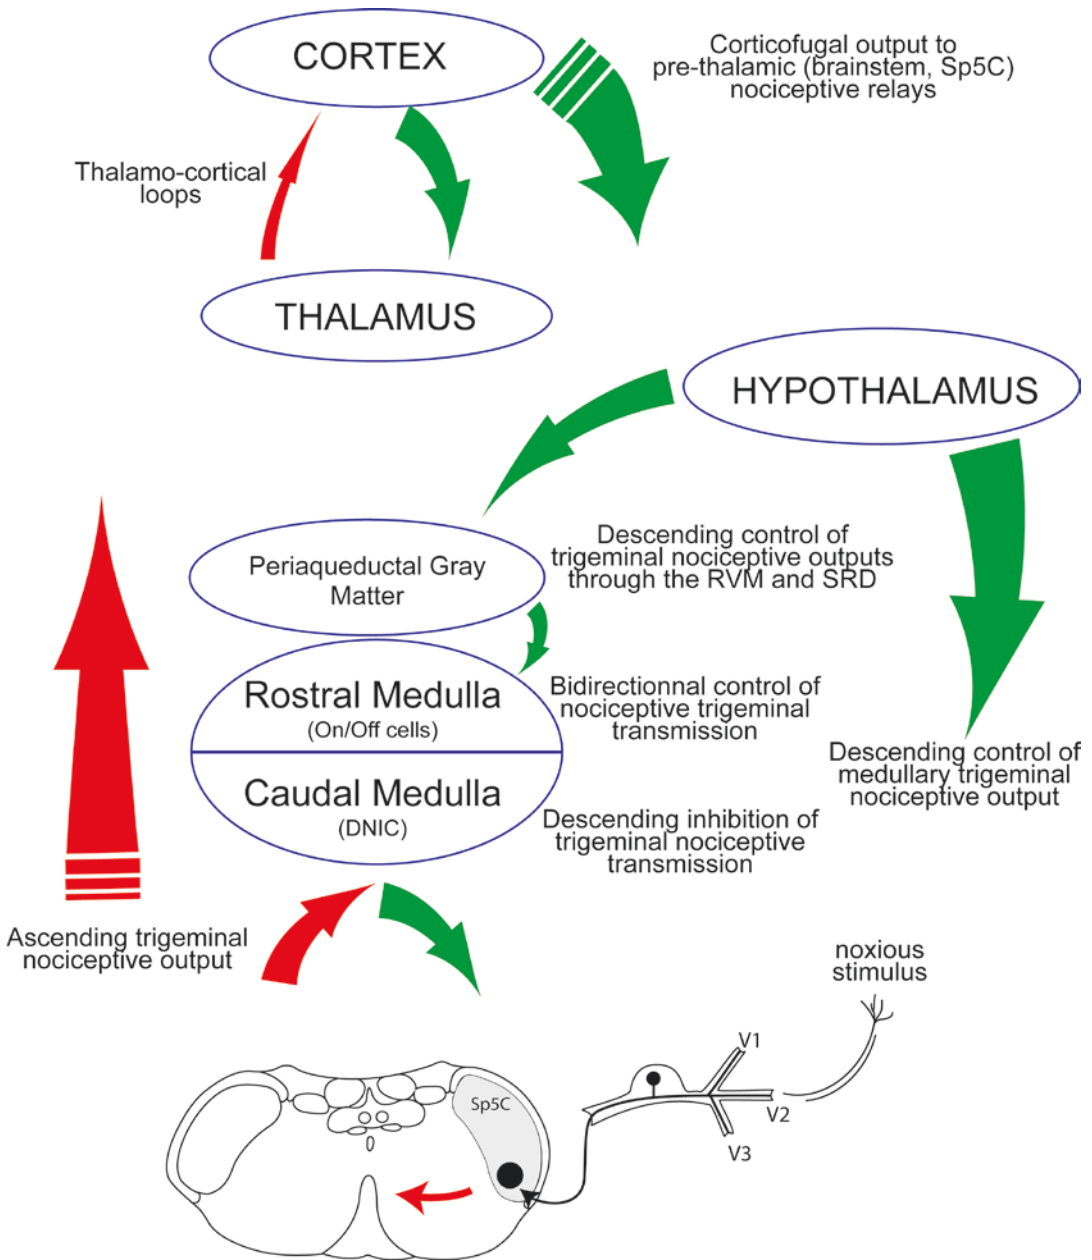 CORTEX
Corticofugal output to
pre-thalamic (brainstem, Sp5C)
nociceptive relays
Thalamo-cortical
loops
THALAMUS
HYPOTHALAMUS
Periaqueductal Gray
Matter
Descending control of
trigeminal nociceptive outputs
through the RVM and SRD
Rostral Medulla
(On/Off cells)
Bidirectionnal control of
nociceptive trigeminal
transmission
Caudal Medulla
(DNIC)
Descending inhibition of
trigeminal nociceptive
transmission
Descending control of
medullary trigeminal
nociceptive output
Ascending trigeminal
nociceptive output
noxious
stimulus
V1
V2
V3
Sp5C